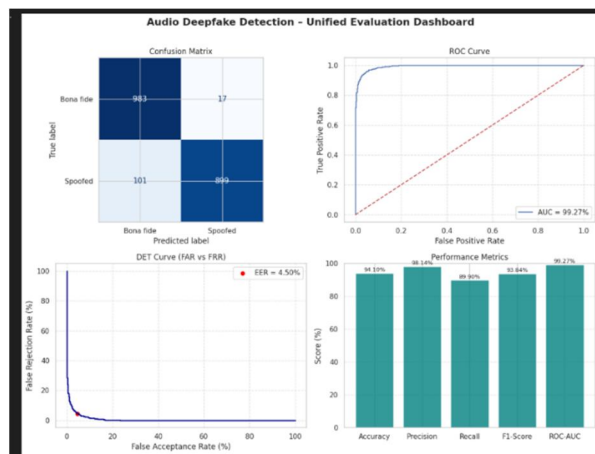 Audio Deepfake Detection – Unified Evaluation Dashboard
Confusion Matrix
True label
Bona fide
Spoofed
983
17
101
899
Bona fide
Spoofed
Predicted label
ROC Curve
True Positive Rate
1.0
0.8
0.6
0.4
0.2
0.0
AUC = 99.27%
0.0 0.2 0.4 0.6 0.8 1.0
False Positive Rate
DET Curve (FAR vs FRR)
False Rejection Rate (%)
100
80
60
40
20
0
EER = 4.50%
0 20 40 60 80 100
False Acceptance Rate (%)
Performance Metrics
Score (%)
100
80
60
40
20
0
94.10%
98.14%
89.90%
93.84%
99.27%
Accuracy Precision Recall F1-Score ROC-AUC